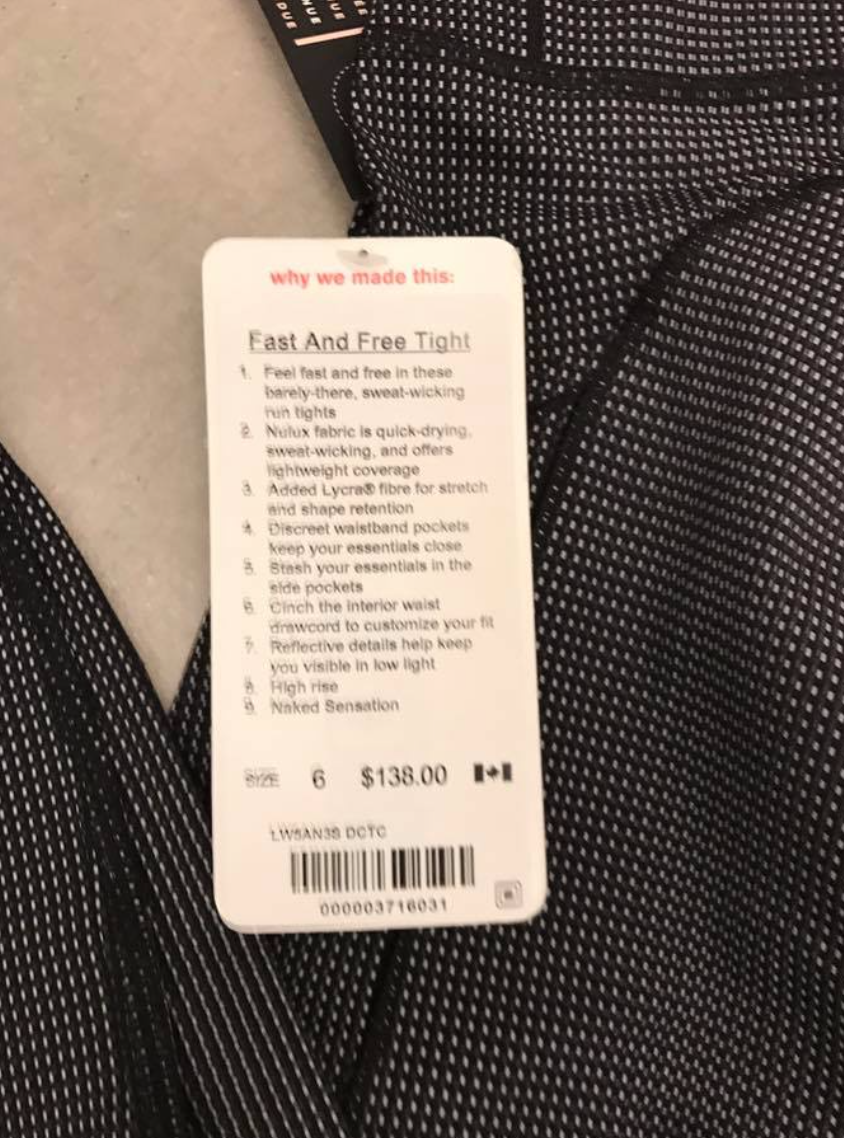 DUE
NUE
UE
ÉE
why we made this:
Fast And Free Tight
1. Feel fast and free in these
barely-there, sweat-wicking
run tights
2. Nulux fabric is quick-drying,
sweat-wicking, and offers
lightweight coverage
3. Added Lycra® fibre for stretch
and shape retention
4. Discreet waistband pockets
keep your essentials close
5. Stash your essentials in the
side pockets
6. Cinch the interior waist
drawcord to customize your fit
7. Reflective details help keep
you visible in low light
8. High rise
9. Naked Sensation
SIZE 6 $138.00
LW5AN3S DCTC
000003716031